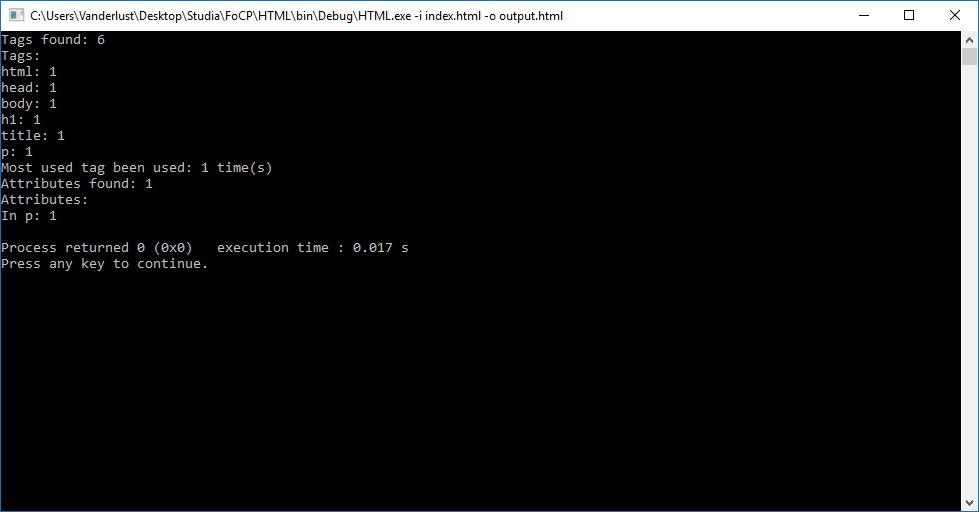 C:\Users\Vanderlust\Desktop\Studia\FoCP\HTML\bin\Debug\HTML.exe -i index.html -o output.html
Tags found: 6
Tags:
html: 1
head: 1
body: 1
h1: 1
title: 1
p: 1
Most used tag been used: 1 time(s)
Attributes found: 1
Attributes:
In p: 1
Process returned 0 (0x0)   execution time : 0.017 s
Press any key to continue.